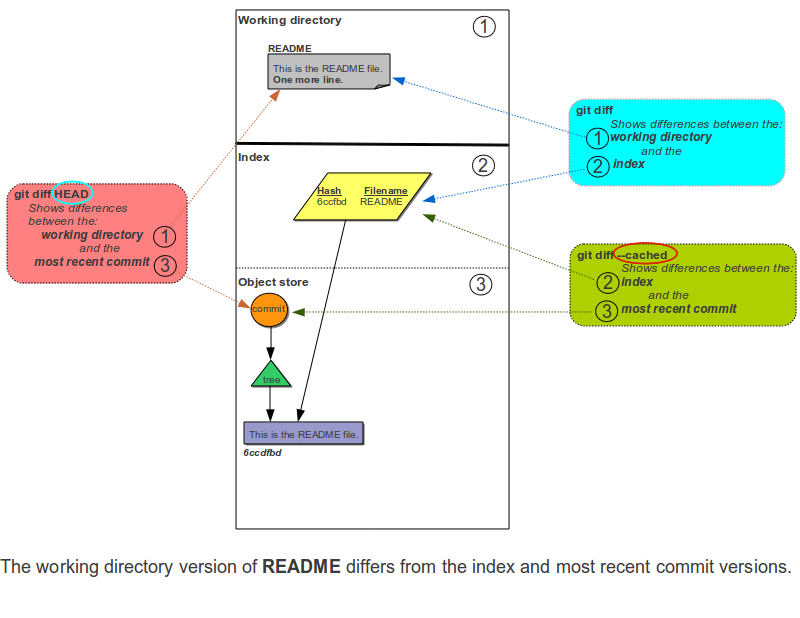 Working directory
1
README
This is the README file.
One more line.
git diff
Shows differences between the:
1 working directory
and the
2 index
Index
2
Hash Filename
6ccfbd README
git diff HEAD
Shows differences
between the:
working directory 1
and the
most recent commit 3
git diff --cached
Shows differences between the:
2 index
and the
3 most recent commit
Object store
3
commit
tree
This is the README file.
6ccdfbd
The working directory version of README differs from the index and most recent commit versions.